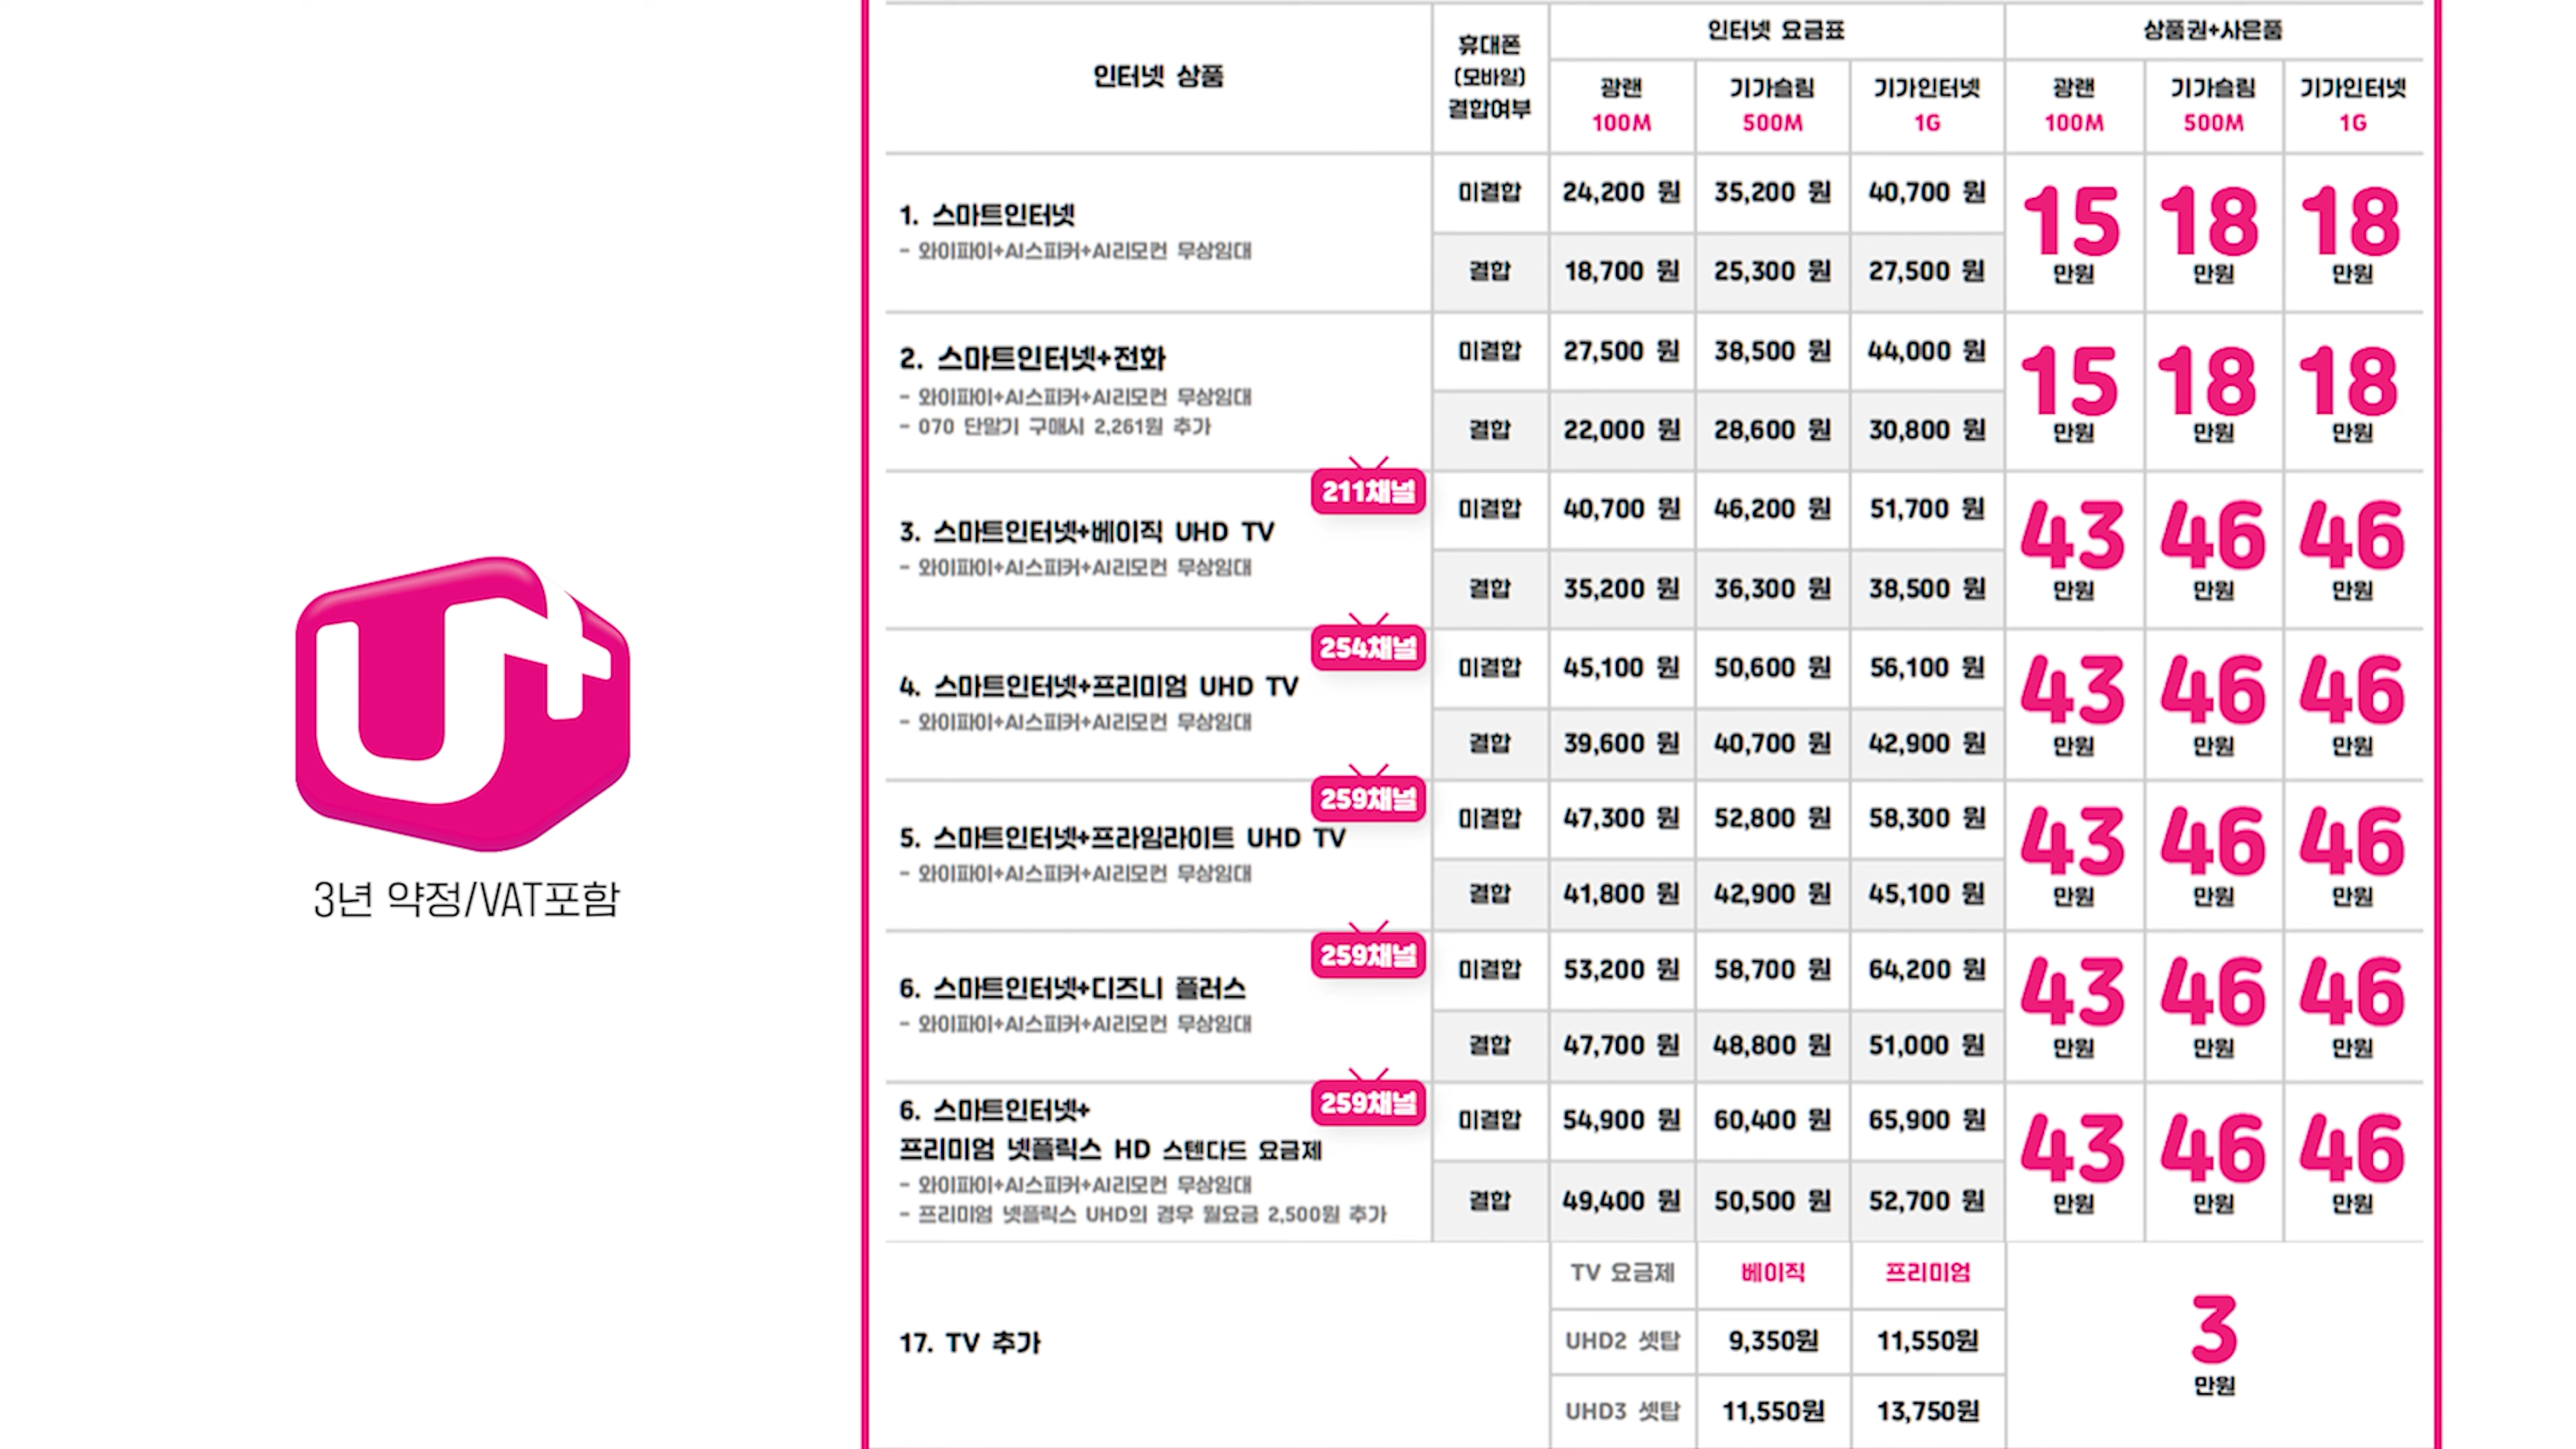 U+
3년 약정/VAT포함
인터넷 상품
휴대폰
(모바일)
결합여부
인터넷 요금표
상품권+사은품
광랜
100M
기가슬림
500M
기가인터넷
1G
광랜
100M
기가슬림
500M
기가인터넷
1G
1. 스마트인터넷
- 와이파이+AI스피커+AI리모컨 무상임대
미결합 24,200 원 35,200 원 40,700 원
결합 18,700 원 25,300 원 27,500 원
15 만원 18 만원 18 만원
2. 스마트인터넷+전화
- 와이파이+AI스피커+AI리모컨 무상임대
- 070 단말기 구매시 2,261원 추가
미결합 27,500 원 38,500 원 44,000 원
결합 22,000 원 28,600 원 30,800 원
15 만원 18 만원 18 만원
211채널
3. 스마트인터넷+베이직 UHD TV
- 와이파이+AI스피커+AI리모컨 무상임대
미결합 40,700 원 46,200 원 51,700 원
결합 35,200 원 36,300 원 38,500 원
43 만원 46 만원 46 만원
254채널
4. 스마트인터넷+프리미엄 UHD TV
- 와이파이+AI스피커+AI리모컨 무상임대
미결합 45,100 원 50,600 원 56,100 원
결합 39,600 원 40,700 원 42,900 원
43 만원 46 만원 46 만원
259채널
5. 스마트인터넷+프라임라이트 UHD TV
- 와이파이+AI스피커+AI리모컨 무상임대
미결합 47,300 원 52,800 원 58,300 원
결합 41,800 원 42,900 원 45,100 원
43 만원 46 만원 46 만원
259채널
6. 스마트인터넷+디즈니 플러스
- 와이파이+AI스피커+AI리모컨 무상임대
미결합 53,200 원 58,700 원 64,200 원
결합 47,700 원 48,800 원 51,000 원
43 만원 46 만원 46 만원
259채널
6. 스마트인터넷+
프리미엄 넷플릭스 HD 스텐다드 요금제
- 와이파이+AI스피커+AI리모컨 무상임대
- 프리미엄 넷플릭스 UHD의 경우 월요금 2,500원 추가
미결합 54,900 원 60,400 원 65,900 원
결합 49,400 원 50,500 원 52,700 원
43 만원 46 만원 46 만원
17. TV 추가
TV 요금제 베이직 프리미엄
UHD2 셋탑 9,350원 11,550원
UHD3 셋탑 11,550원 13,750원
3 만원